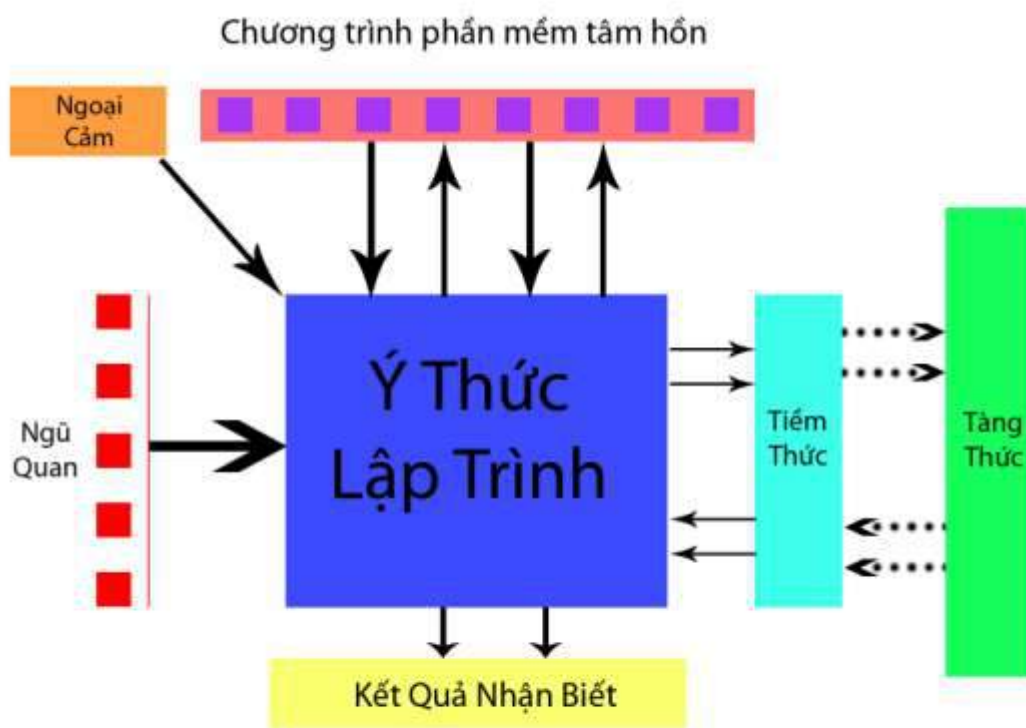 Chương trình phần mềm tâm hồn
Ngoại
Cảm
Ngũ
Quan
Ý Thức
Lập Trình
Tiềm
Thức
Tàng
Thức
Kết Quả Nhận Biết